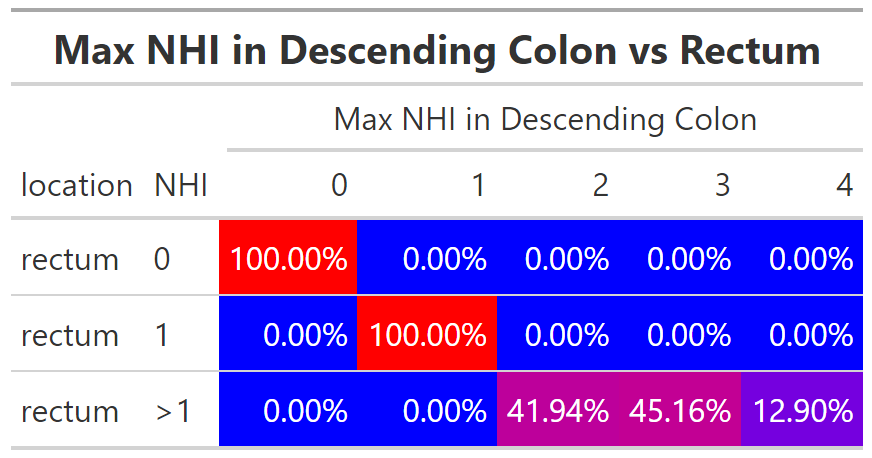 Max NHI in Descending Colon vs Rectum
Max NHI in Descending Colon
location NHI 0 1 2 3 4
rectum 0 100.00% 0.00% 0.00% 0.00% 0.00%
rectum 1 0.00% 100.00% 0.00% 0.00% 0.00%
rectum >1 0.00% 0.00% 41.94% 45.16% 12.90%